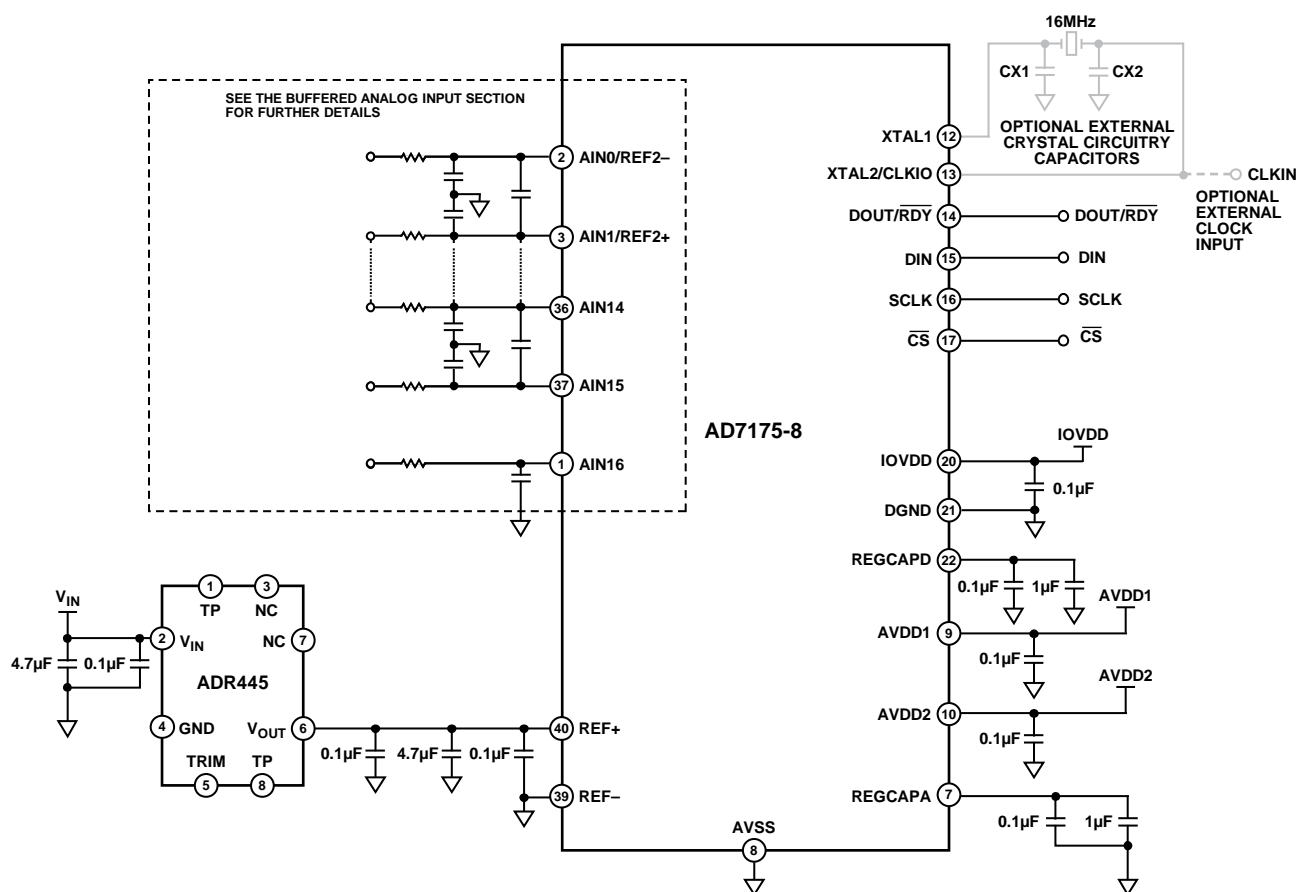 16MHz
CX1
CX2
OPTIONAL EXTERNAL
CRYSTAL CIRCUITRY
CAPACITORS
SEE THE BUFFERED ANALOG INPUT SECTION
FOR FURTHER DETAILS
2 AIN0/REF2–
3 AIN1/REF2+
36 AIN14
37 AIN15
1 AIN16
AD7175-8
XTAL1 12
XTAL2/CLKIO 13
CLKIN
OPTIONAL
EXTERNAL
CLOCK
INPUT
DOUT/RDY 14 DOUT/RDY
DIN 15 DIN
SCLK 16 SCLK
CS 17 CS
IOVDD
IOVDD 20
0.1µF
DGND 21
REGCAPD 22
0.1µF 1µF
AVDD1
AVDD1 9
0.1µF
AVDD2
AVDD2 10
0.1µF
REGCAPA 7
0.1µF 1µF
AVSS
8
1 3
TP NC
VIN
2 VIN
NC 7
4.7µF 0.1µF
ADR445
4 GND
VOUT 6
TRIM TP
5 8
0.1µF 4.7µF 0.1µF
40 REF+
39 REF–